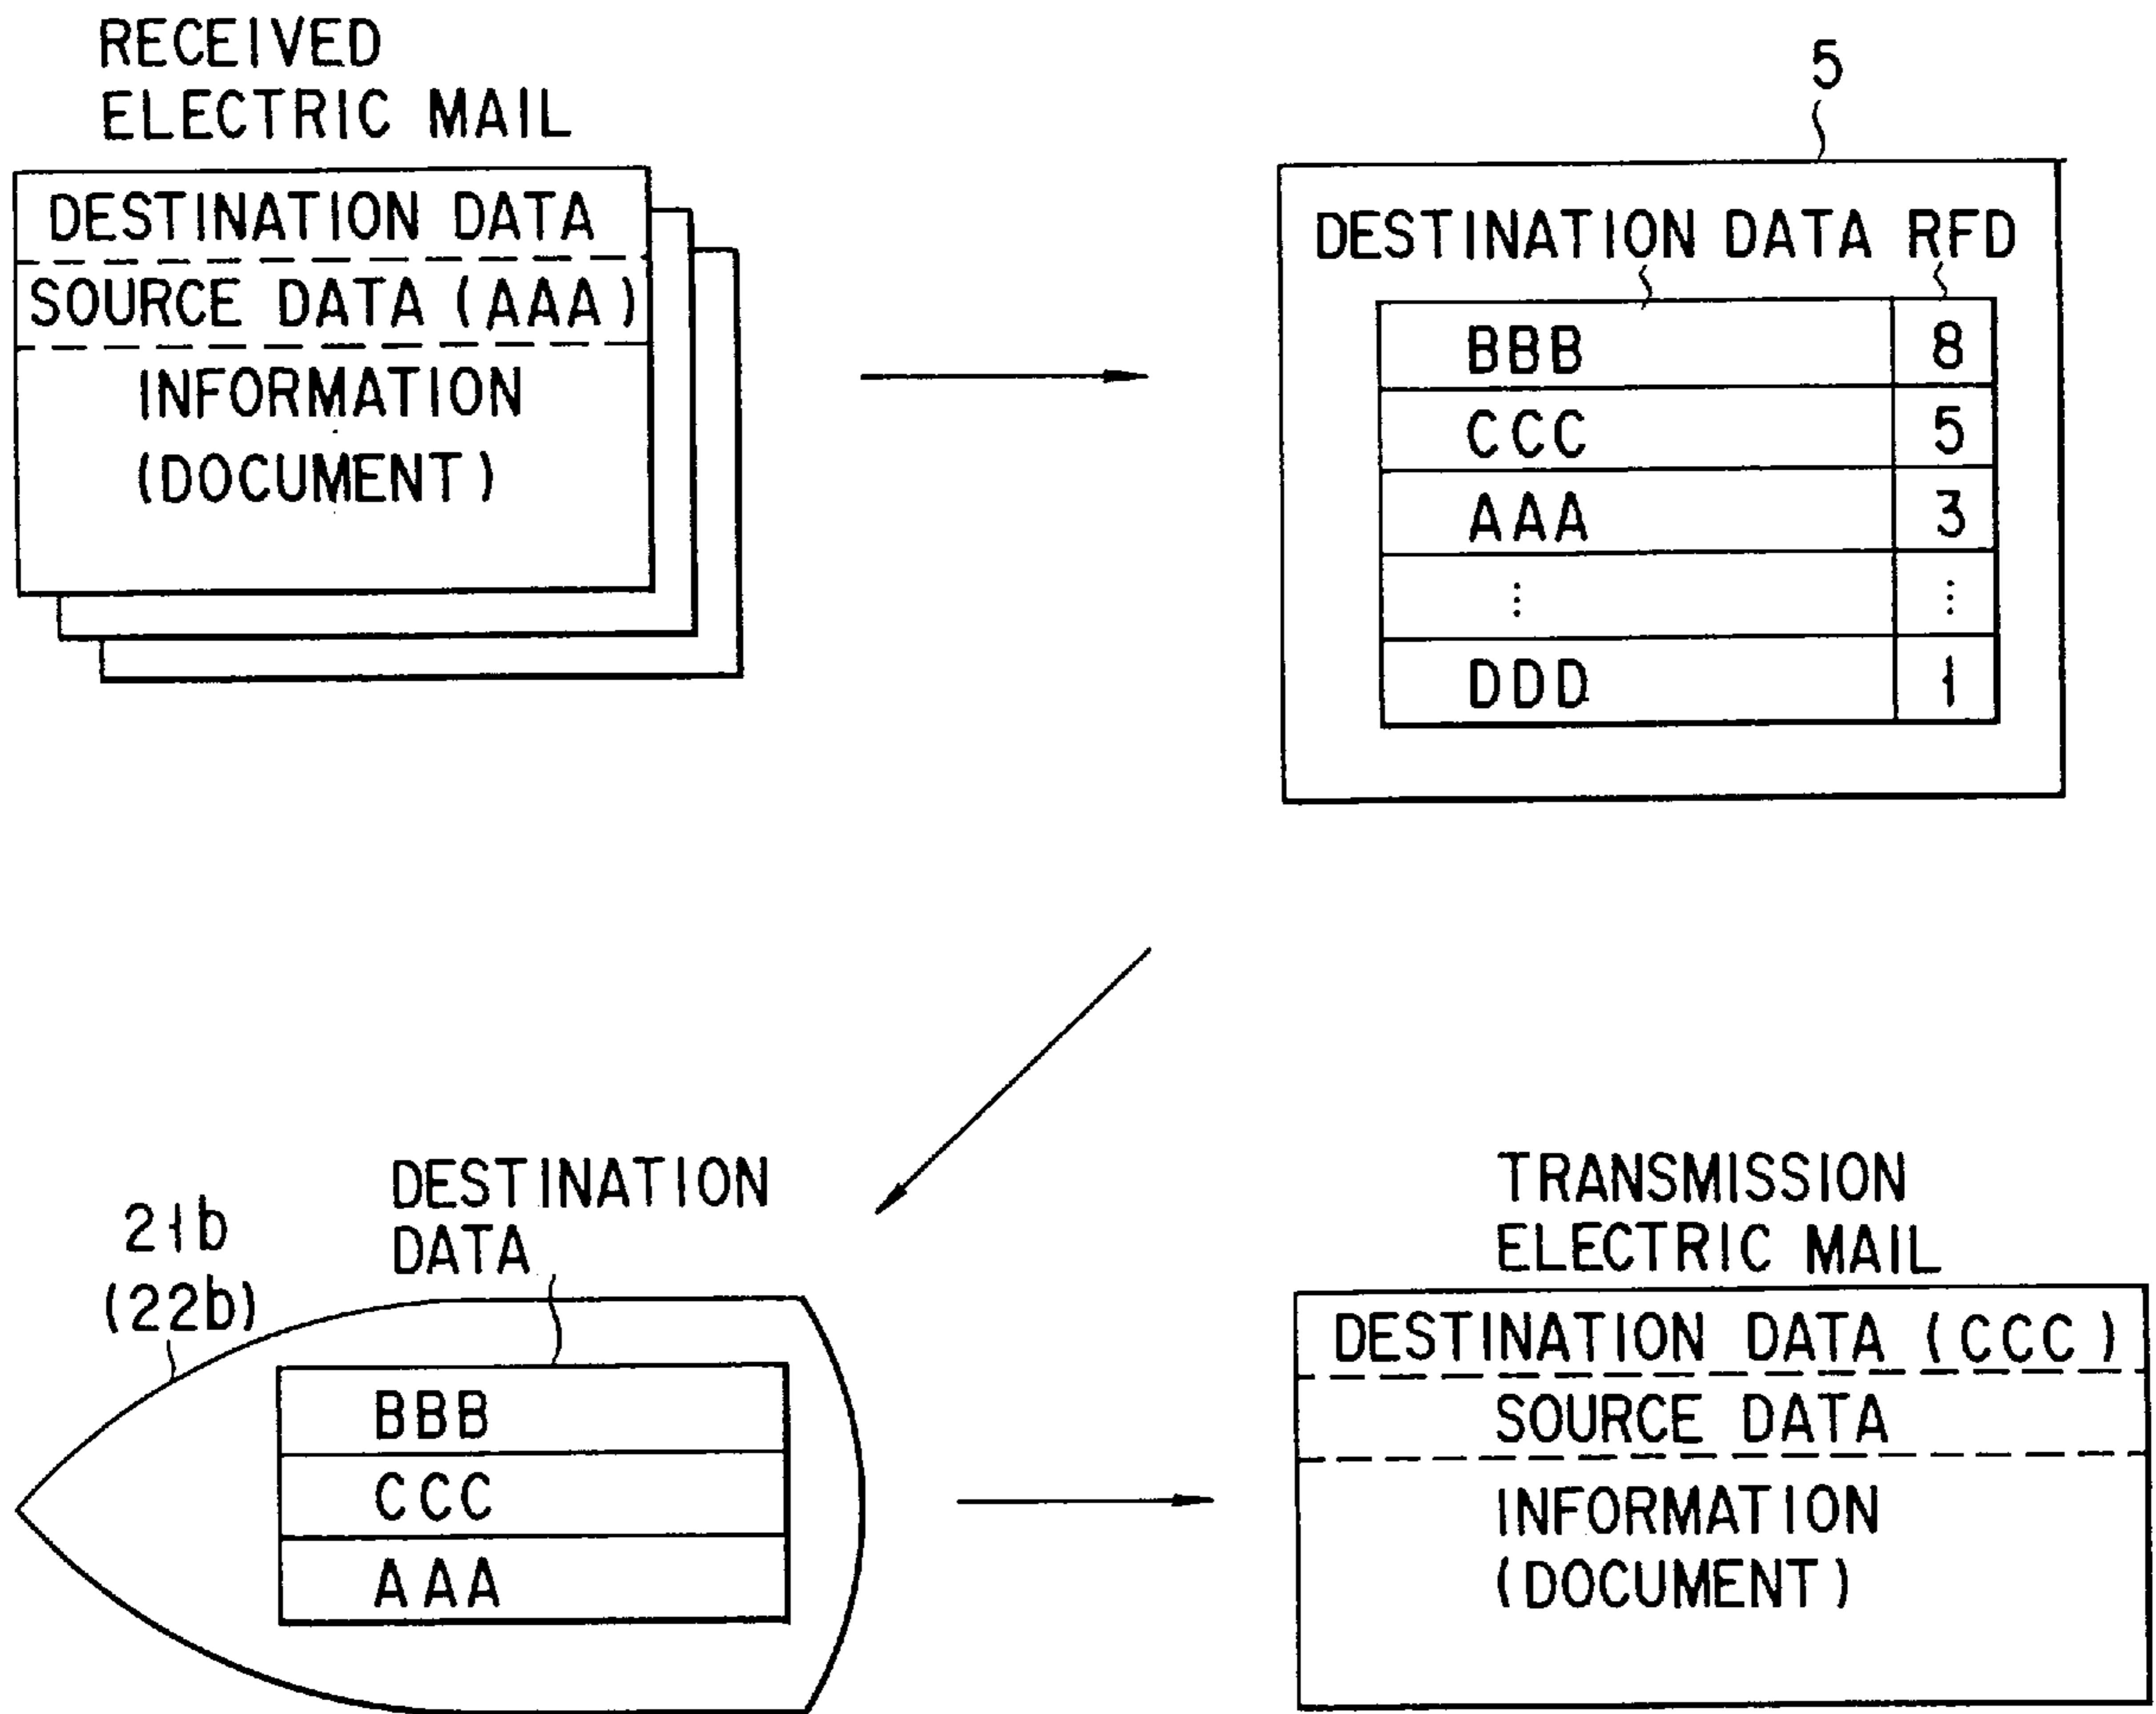 RECEIVED
ELECTRIC MAIL
DESTINATION DATA
SOURCE DATA (AAA)
INFORMATION
(DOCUMENT)
5
DESTINATION DATA RFD
BBB 8
CCC 5
AAA 3
⋮ ⋮
DDD 1
21b
(22b)
DESTINATION
DATA
BBB
CCC
AAA
TRANSMISSION
ELECTRIC MAIL
DESTINATION DATA (CCC)
SOURCE DATA
INFORMATION
(DOCUMENT)